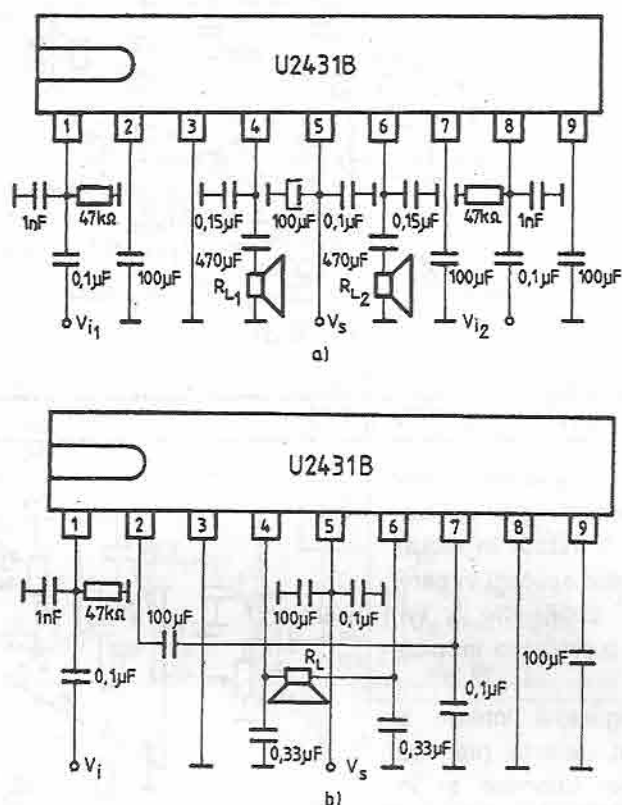 U2431B
1 2 3 4 5 6 7 8 9
1nF 47kΩ 0,15µF 100µF 0,1µF 0,15µF 47kΩ 1nF
0,1µF 100µF 470µF 470µF 100µF 0,1µF 100µF
RL1 RL2
Vi1 Vs Vi2
a)
U2431B
1 2 3 4 5 6 7 8 9
1nF 47kΩ 100µF 100µF 0,1µF
0,1µF RL 0,1µF 100µF
0,33µF 0,33µF
Vi Vs
b)